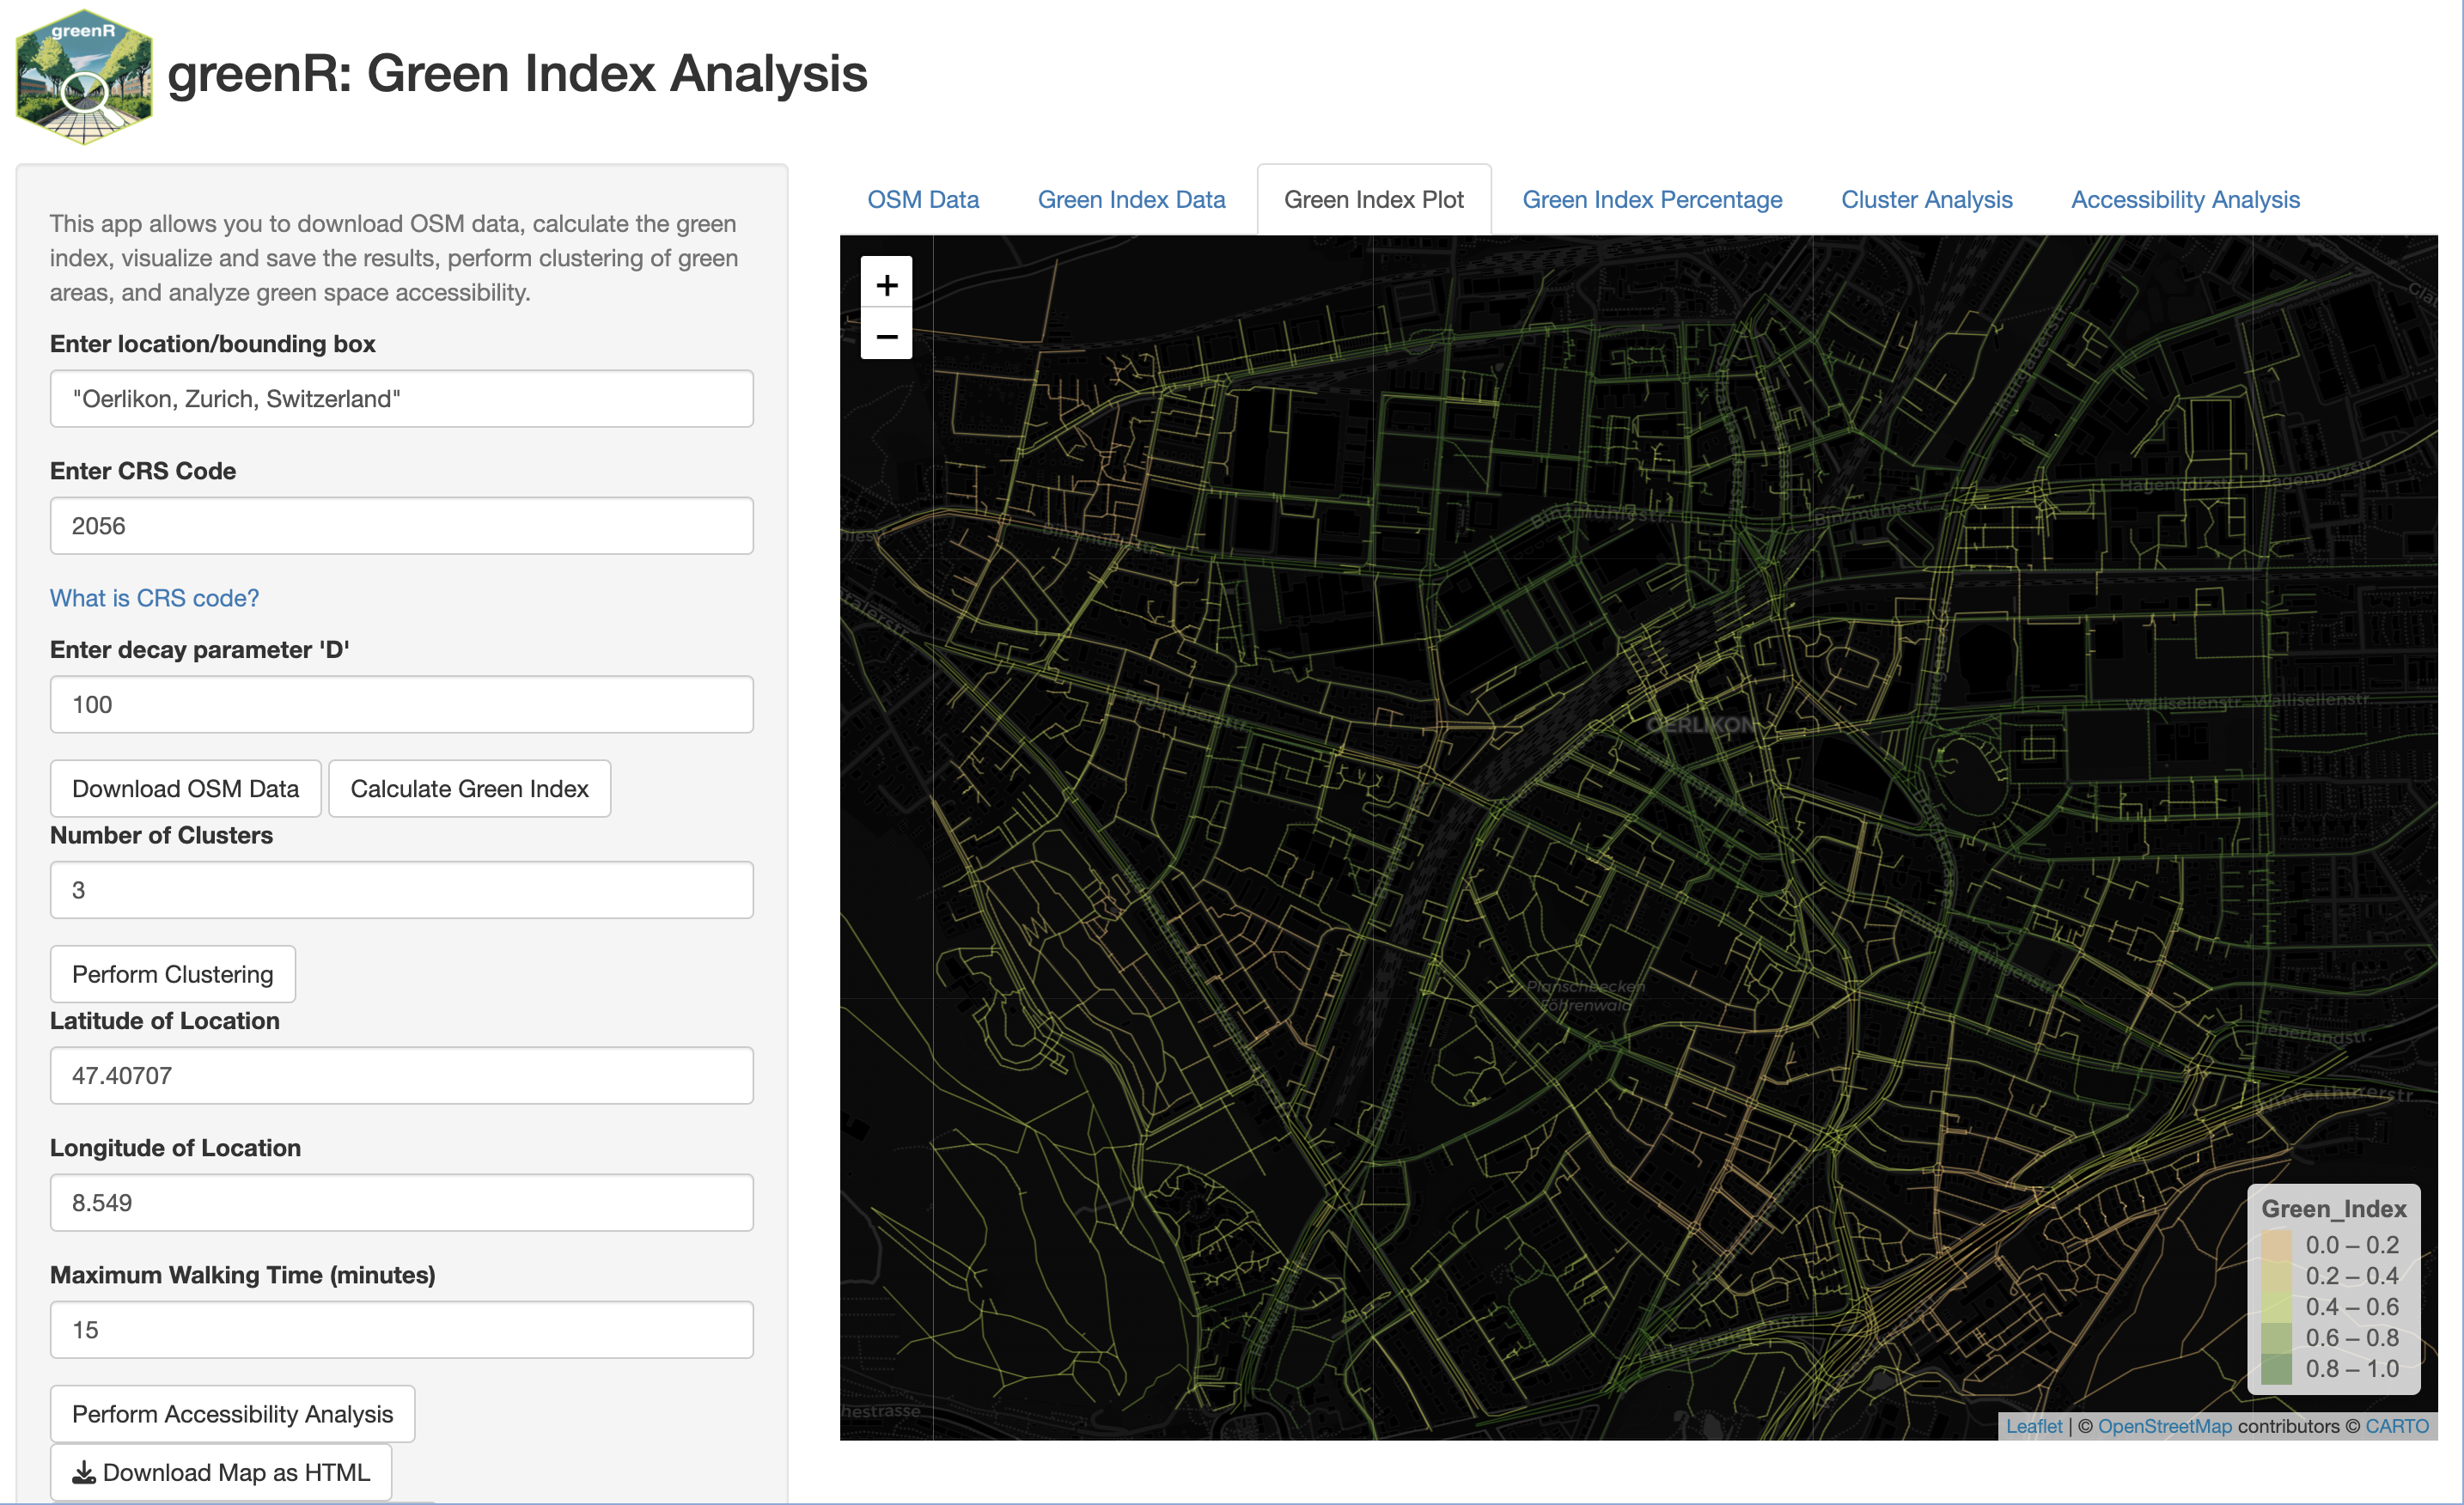 greenR
greenR: Green Index Analysis
This app allows you to download OSM data, calculate the green
index, visualize and save the results, perform clustering of green
areas, and analyze green space accessibility.
Enter location/bounding box
"Oerlikon, Zurich, Switzerland"
Enter CRS Code
2056
What is CRS code?
Enter decay parameter 'D'
100
Download OSM Data
Calculate Green Index
Number of Clusters
3
Perform Clustering
Latitude of Location
47.40707
Longitude of Location
8.549
Maximum Walking Time (minutes)
15
Perform Accessibility Analysis
Download Map as HTML
OSM Data
Green Index Data
Green Index Plot
Green Index Percentage
Cluster Analysis
Accessibility Analysis
+
−
Hagenholzstr.
Hagenholzstr.
Binzmühlestr.
Binzmühlestr.
Binzmühlestr.
Wallisellenstr.
Wallisellenstr.
OERLIKON
Planschbecken
Föhrenwald
Ueberlandstr.
Winterthurerstr.
hestrasse
Green_Index
0.0 – 0.2
0.2 – 0.4
0.4 – 0.6
0.6 – 0.8
0.8 – 1.0
Leaflet | © OpenStreetMap contributors © CARTO